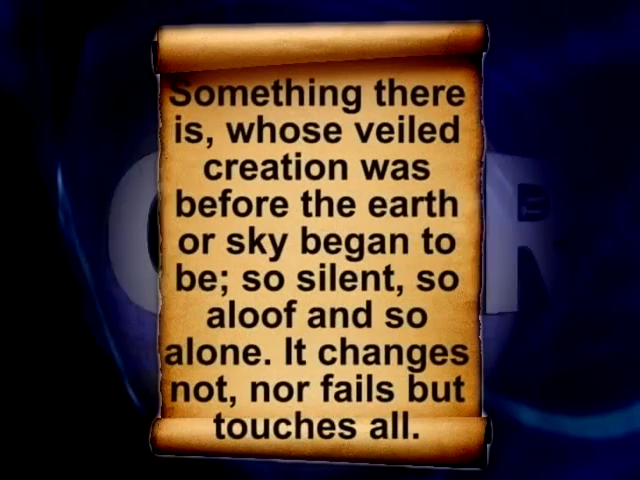 Something there
is, whose veiled
creation was
before the earth
or sky began to
be; so silent, so
aloof and so
alone. It changes
not, nor fails but
touches all.